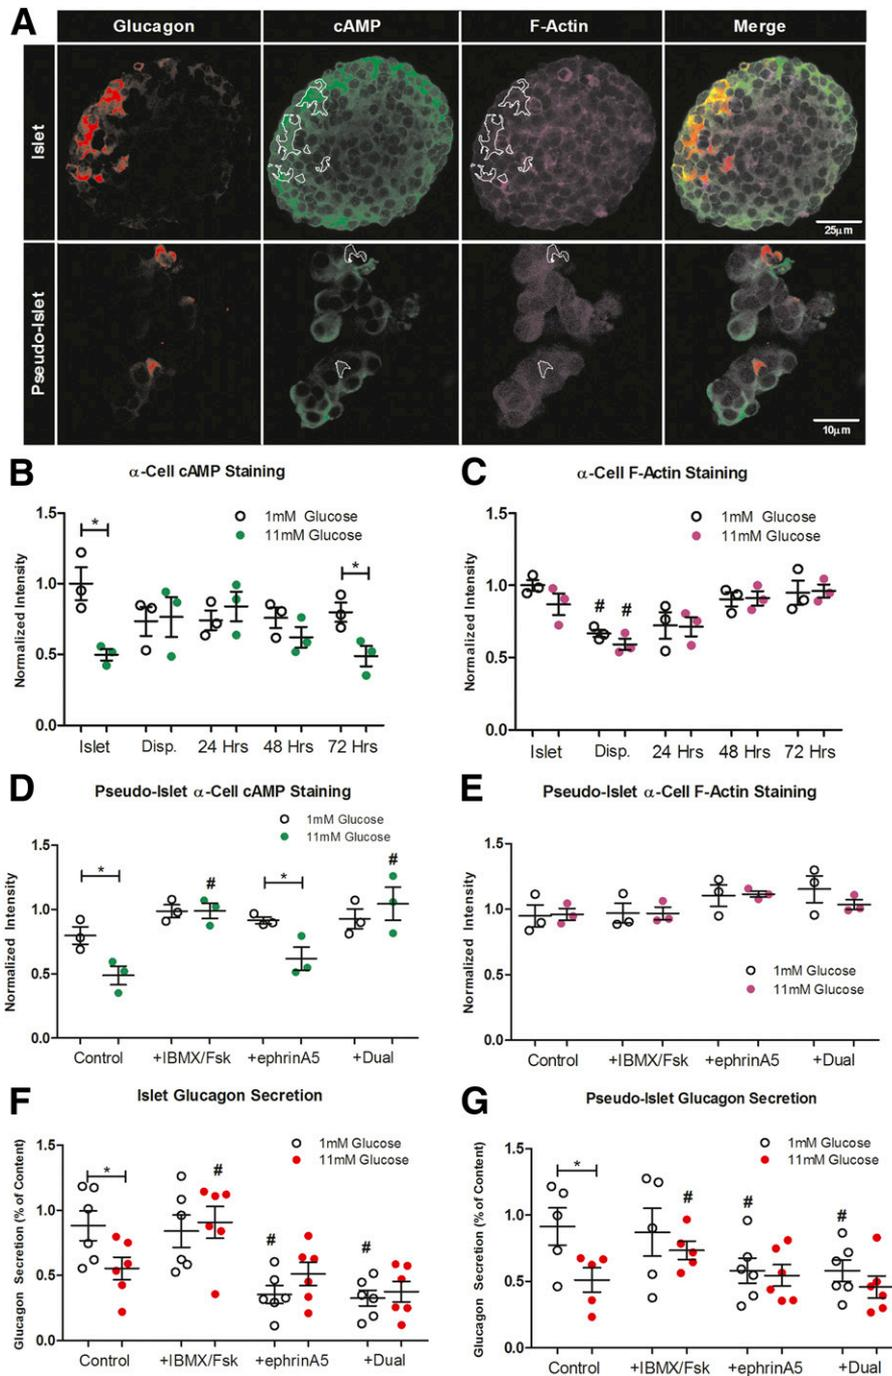 A
Glucagon cAMP F-Actin Merge
Islet
25μm
Pseudo-Islet
10μm
B
α-Cell cAMP Staining
1mM Glucose
11mM Glucose
Normalized Intensity
1.5
1.0
0.5
0.0
*
*
Islet Disp. 24 Hrs 48 Hrs 72 Hrs
C
α-Cell F-Actin Staining
1mM Glucose
11mM Glucose
Normalized Intensity
1.5
1.0
0.5
0.0
# #
Islet Disp. 24 Hrs 48 Hrs 72 Hrs
D
Pseudo-Islet α-Cell cAMP Staining
1mM Glucose
11mM Glucose
Normalized Intensity
1.5
1.0
0.5
0.0
* # * #
Control +IBMX/Fsk +ephrinA5 +Dual
E
Pseudo-Islet α-Cell F-Actin Staining
Normalized Intensity
1.5
1.0
0.5
0.0
1mM Glucose
11mM Glucose
Control +IBMX/Fsk +ephrinA5 +Dual
F
Islet Glucagon Secretion
1mM Glucose
11mM Glucose
Glucagon Secretion (% of Content)
1.5
1.0
0.5
0.0
* # # #
Control +IBMX/Fsk +ephrinA5 +Dual
G
Pseudo-Islet Glucagon Secretion
1mM Glucose
11mM Glucose
Glucagon Secretion (% of Content)
1.5
1.0
0.5
0.0
* # # #
Control +IBMX/Fsk +ephrinA5 +Dual